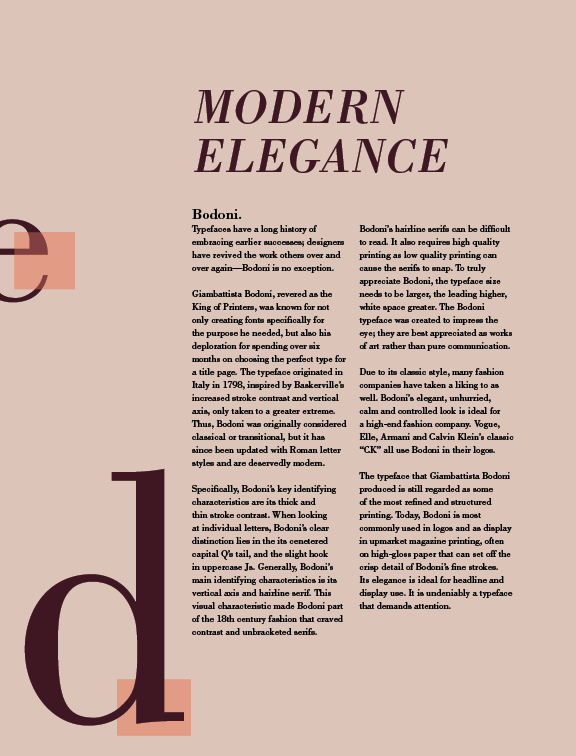 MODERN
ELEGANCE
Bodoni.
Typefaces have a long history of
embracing earlier successes; designers
have revived the work others over and
over again—Bodoni is no exception.
Giambattista Bodoni, revered as the
King of Printers, was known for not
only creating fonts specifically for
the purpose he needed, but also his
deploration for spending over six
months on choosing the perfect type for
a title page. The typeface originated in
Italy in 1798, inspired by Baskerville's
increased stroke contrast and vertical
axis, only taken to a greater extreme.
Thus, Bodoni was originally considered
classical or transitional, but it has
since been updated with Roman letter
styles and are deservedly modern.
Specifically, Bodoni's key identifying
characteristics are its thick and
thin stroke contrast. When looking
at individual letters, Bodoni's clear
distinction lies in the its cenetered
capital Q's tail, and the slight hook
in uppercase Js. Generally, Bodoni's
main identifying characteristics is its
vertical axis and hairline serif. This
visual characteristic made Bodoni part
of the 18th century fashion that craved
contrast and unbracketed serifs.
Bodoni's hairline serifs can be difficult
to read. It also requires high quality
printing as low quality printing can
cause the serifs to snap. To truly
appreciate Bodoni, the typeface size
needs to be larger, the leading higher,
white space greater. The Bodoni
typeface was created to impress the
eye; they are best appreciated as works
of art rather than pure communication.
Due to its classic style, many fashion
companies have taken a liking to as
well. Bodoni's elegant, unhurried,
calm and controlled look is ideal for
a high-end fashion company. Vogue,
Elle, Armani and Calvin Klein's classic
“CK” all use Bodoni in their logos.
The typeface that Giambattista Bodoni
produced is still regarded as some
of the most refined and structured
printing. Today, Bodoni is most
commonly used in logos and as display
in upmarket magazine printing, often
on high-gloss paper that can set off the
crisp detail of Bodoni's fine strokes.
Its elegance is ideal for headline and
display use. It is undeniably a typeface
that demands attention.
e
d